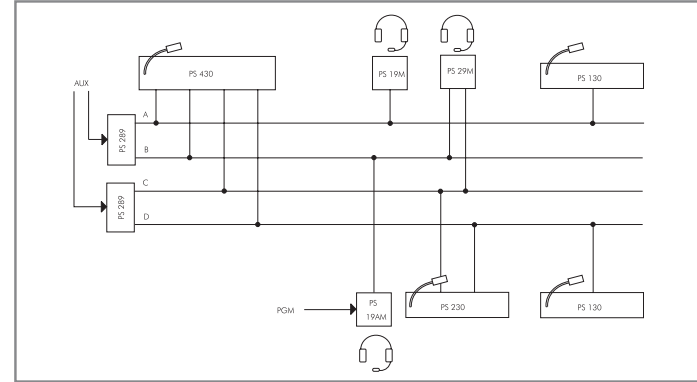 PS 430
PS 19M
PS 29M
PS 130
AUX
A
PS 289
B
C
PS 289
D
PGM
PS
19AM
PS 230
PS 130